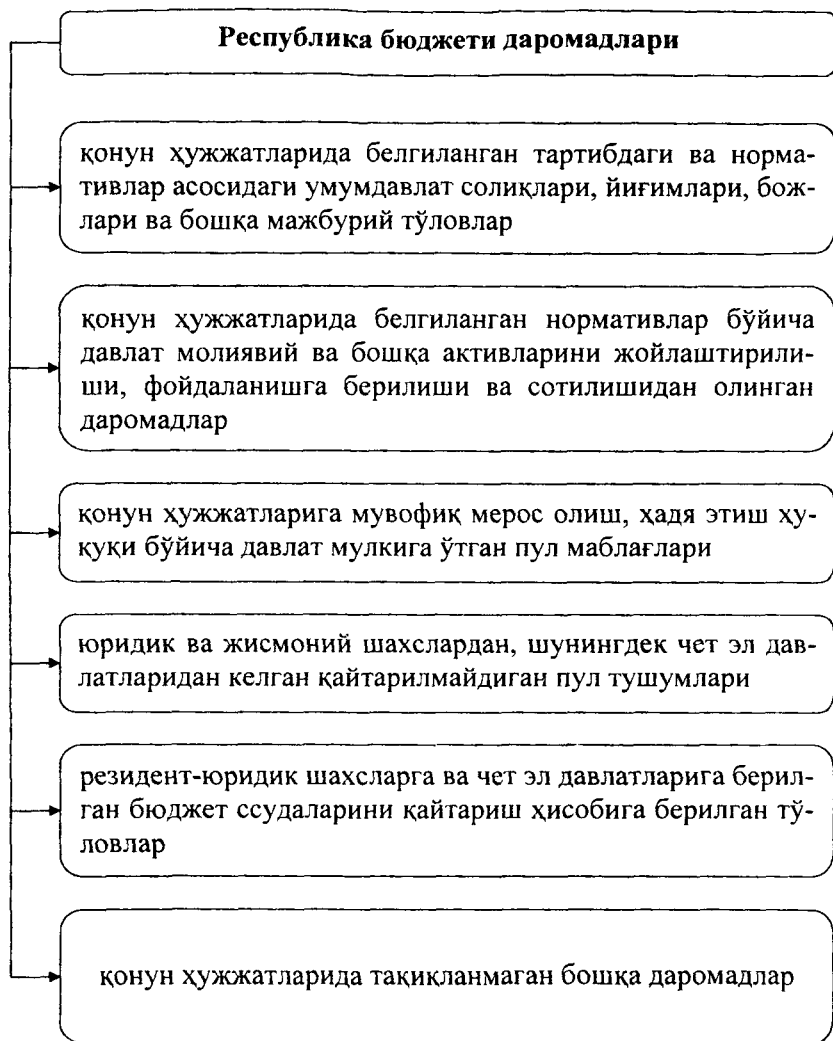 Республика бюджети даромадлари
қонун ҳужжатларида белгиланган тартибдаги ва норма-
тивлар асосидаги умумдавлат солиқлари, йиғимлари, бож-
лари ва бошқа мажбурий тўловлар
қонун ҳужжатларида белгиланган нормативлар бўйича
давлат молиявий ва бошқа активларини жойлаштирили-
ши, фойдаланишга берилиши ва сотилишидан олинган
даромадлар
қонун ҳужжатларига мувофиқ мерос олиш, ҳадя этиш ҳу-
қуқи бўйича давлат мулкига ўтган пул маблағлари
юридик ва жисмоний шахслардан, шунингдек чет эл дав-
латларидан келган қайтарилмайдиган пул тушумлари
резидент-юридик шахсларга ва чет эл давлатларига берил-
ган бюджет ссудаларини қайтариш ҳисобига берилган тў-
ловлар
қонун ҳужжатларида тақиқланмаган бошқа даромадлар